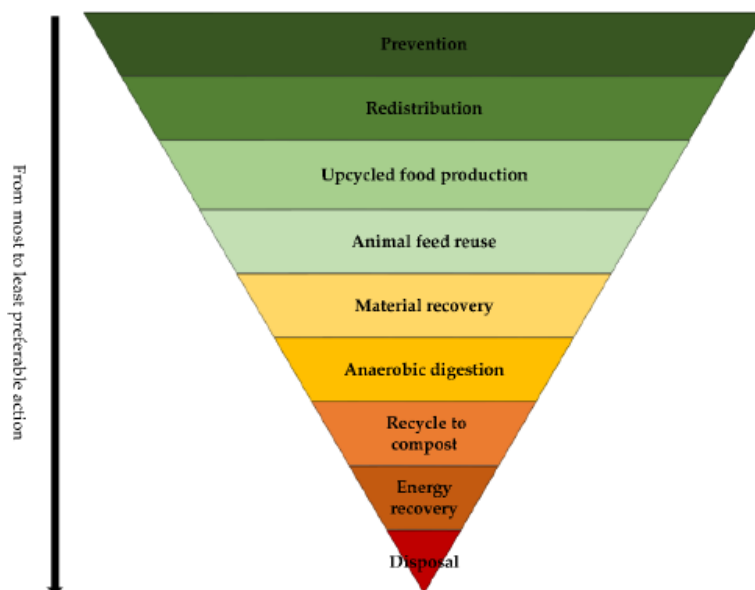 From most to least preferable action
Prevention
Redistribution
Upcycled food production
Animal feed reuse
Material recovery
Anaerobic digestion
Recycle to
compost
Energy
recovery
Disposal